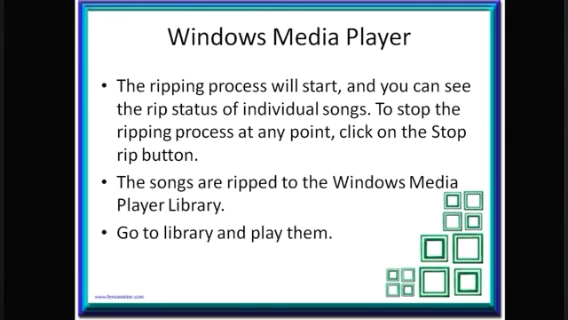 Windows Media Player
• The ripping process will start, and you can see
the rip status of individual songs. To stop the
ripping process at any point, click on the Stop
rip button.
• The songs are ripped to the Windows Media
Player Library.
• Go to library and play them.